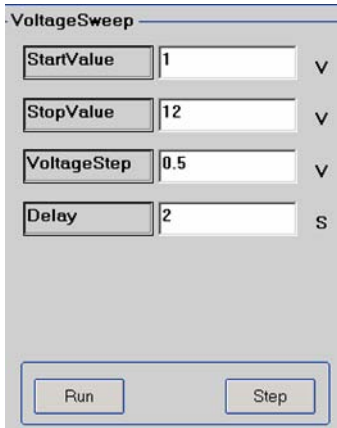 VoltageSweep
StartValue 1 V
StopValue 12 V
VoltageStep 0.5 V
Delay 2 S
Run Step